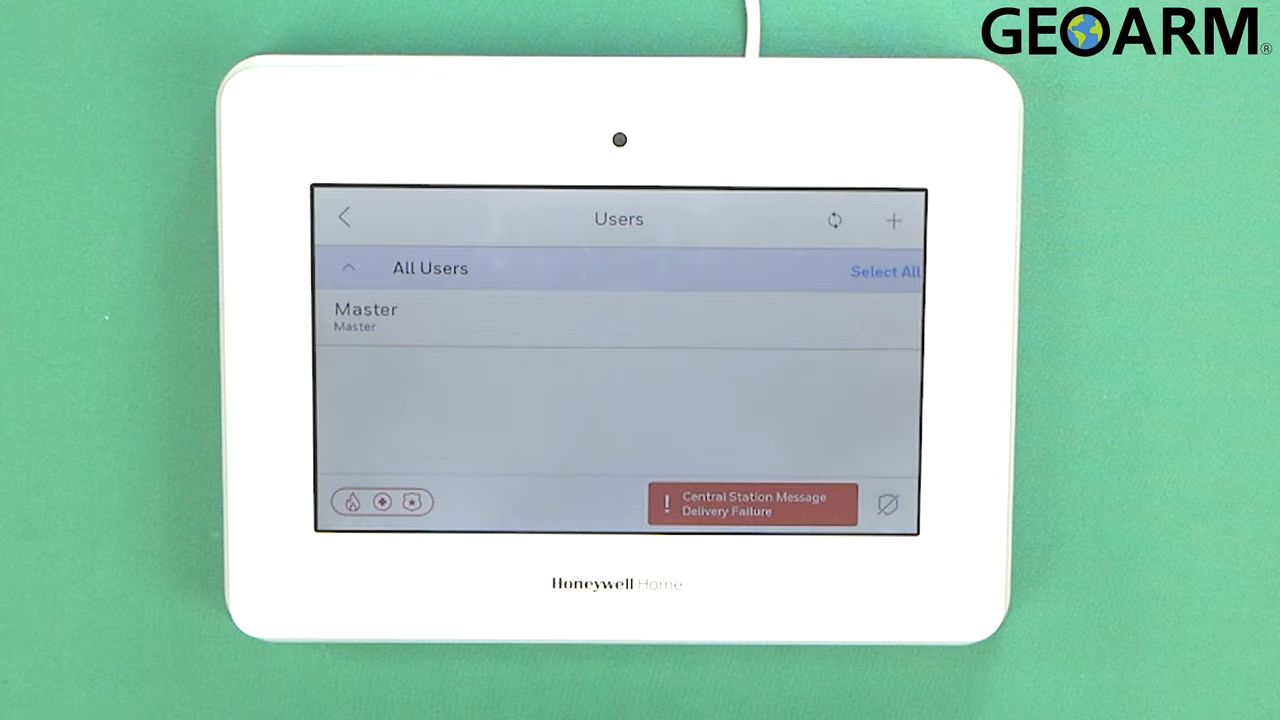 GEOARM®
Users
All Users
Select All
Master
Master
! Central Station Message
Delivery Failure
Honeywell Home